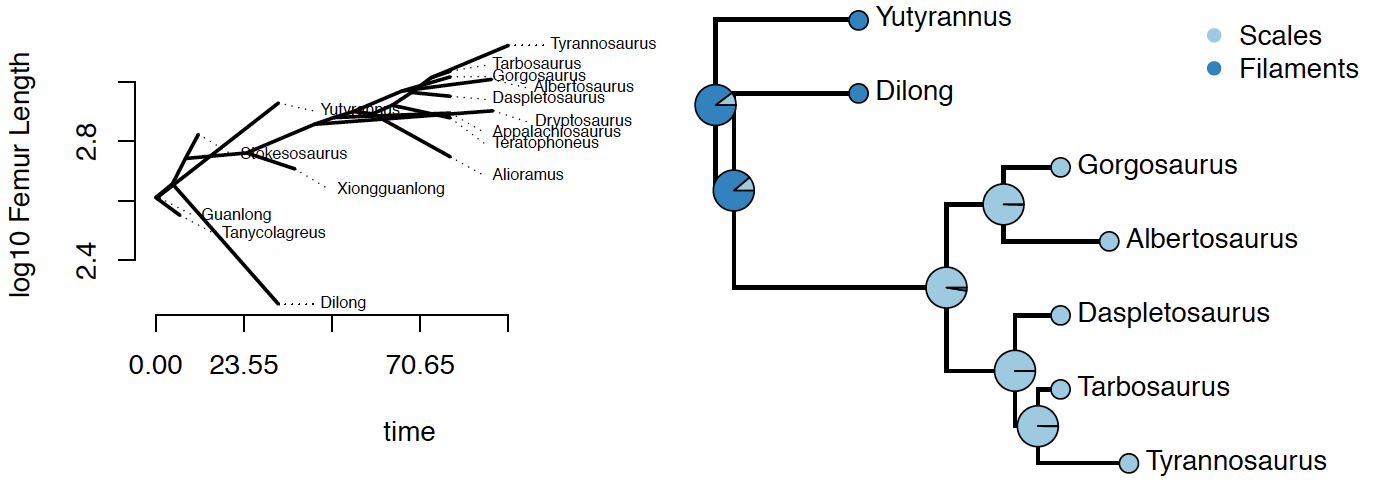 log10 Femur Length
2.8
2.4
Tyrannosaurus
Tarbosaurus
Gorgosaurus
Albertosaurus
Daspletosaurus
Yutyrannus
Dryptosaurus
Appalachiosaurus
Teratophoneus
Stokesosaurus
Alioramus
Xiongguanlong
Guanlong
Tanycolagreus
Dilong
0.00 23.55 70.65
time
Yutyrannus
Scales
Filaments
Dilong
Gorgosaurus
Albertosaurus
Daspletosaurus
Tarbosaurus
Tyrannosaurus